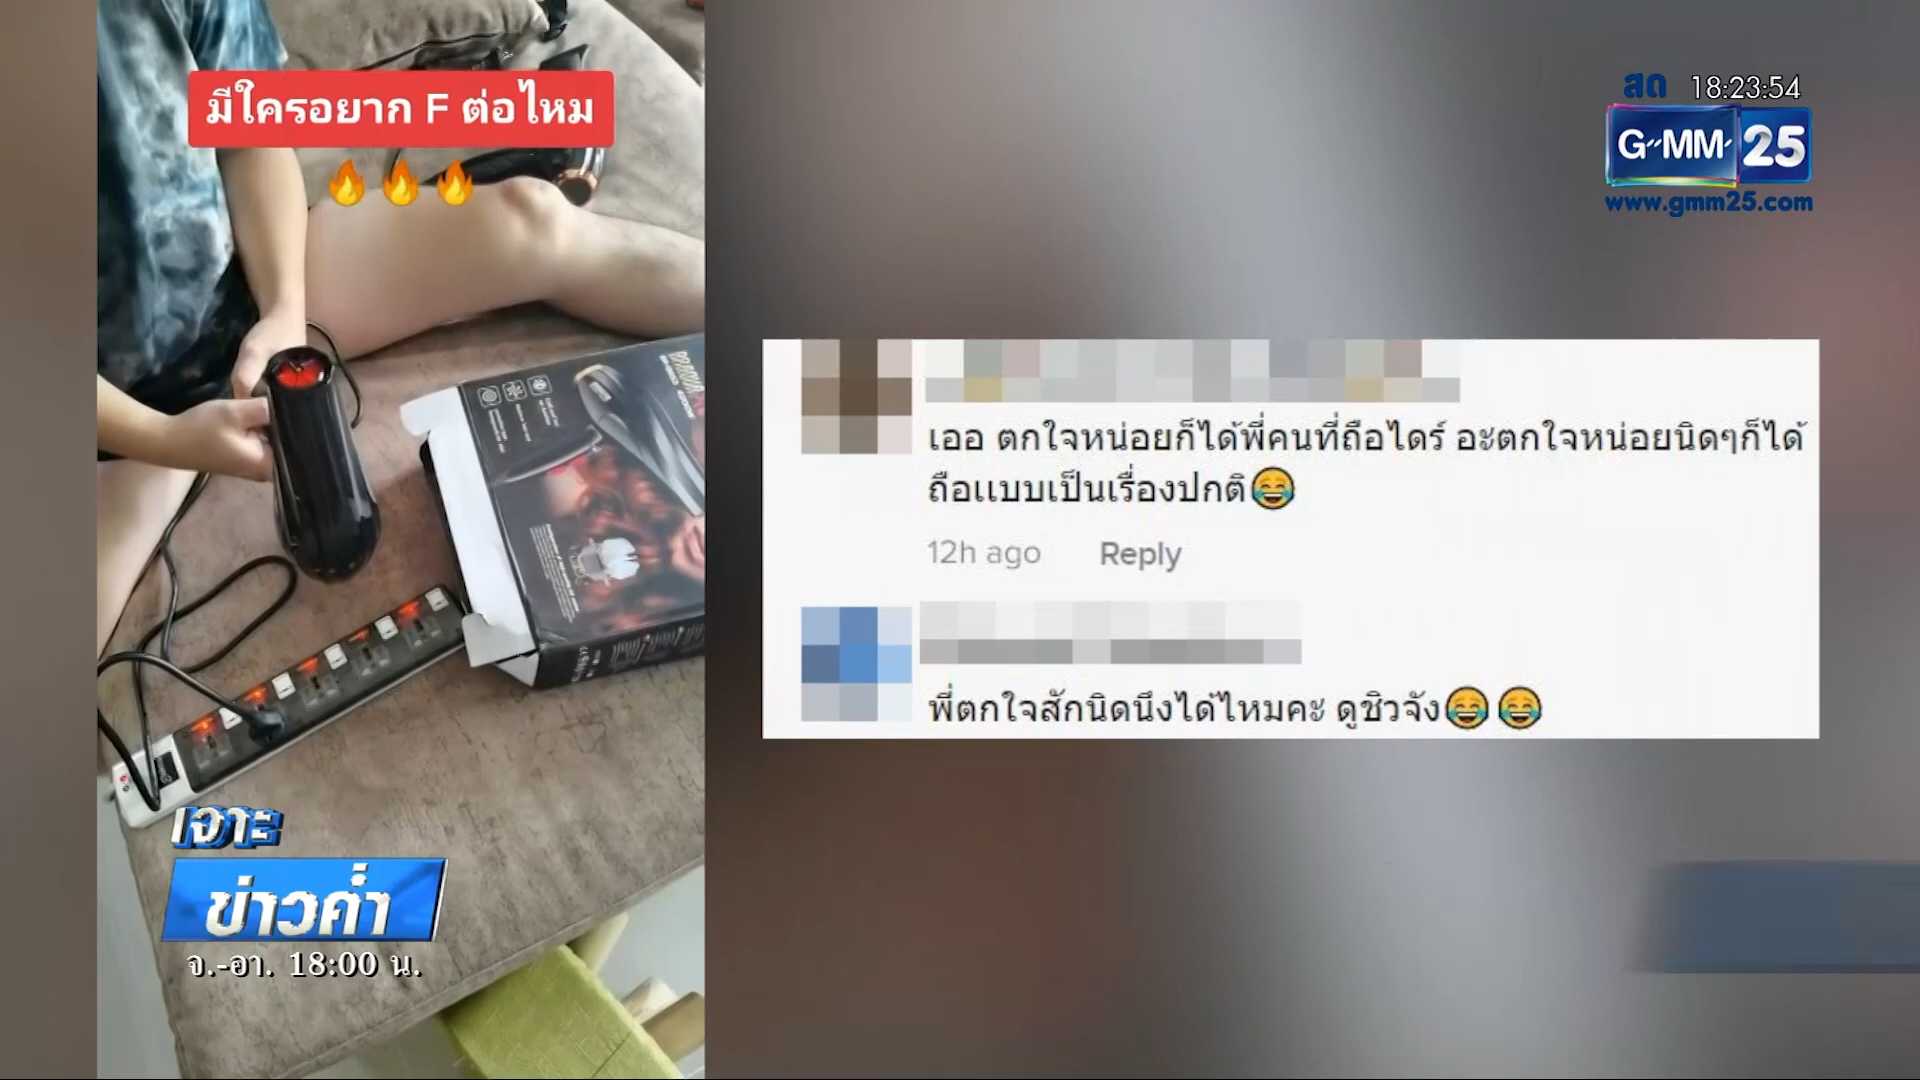 มีใครอยาก F ต่อไหม
สด 18:23:54
GMM 25
www.gmm25.com
เออ ตกใจหน่อยก็ได้พี่คนที่ถือไดร์ อะตกใจหน่อยนิดๆก็ได้
ถือแบบเป็นเรื่องปกติ😂
12h ago Reply
พี่ตกใจสักนิดนึงได้ไหมคะ ดูชิวจัง😂😂
เจาะ
ข่าวค่ำ
จ.-อา. 18:00 น.